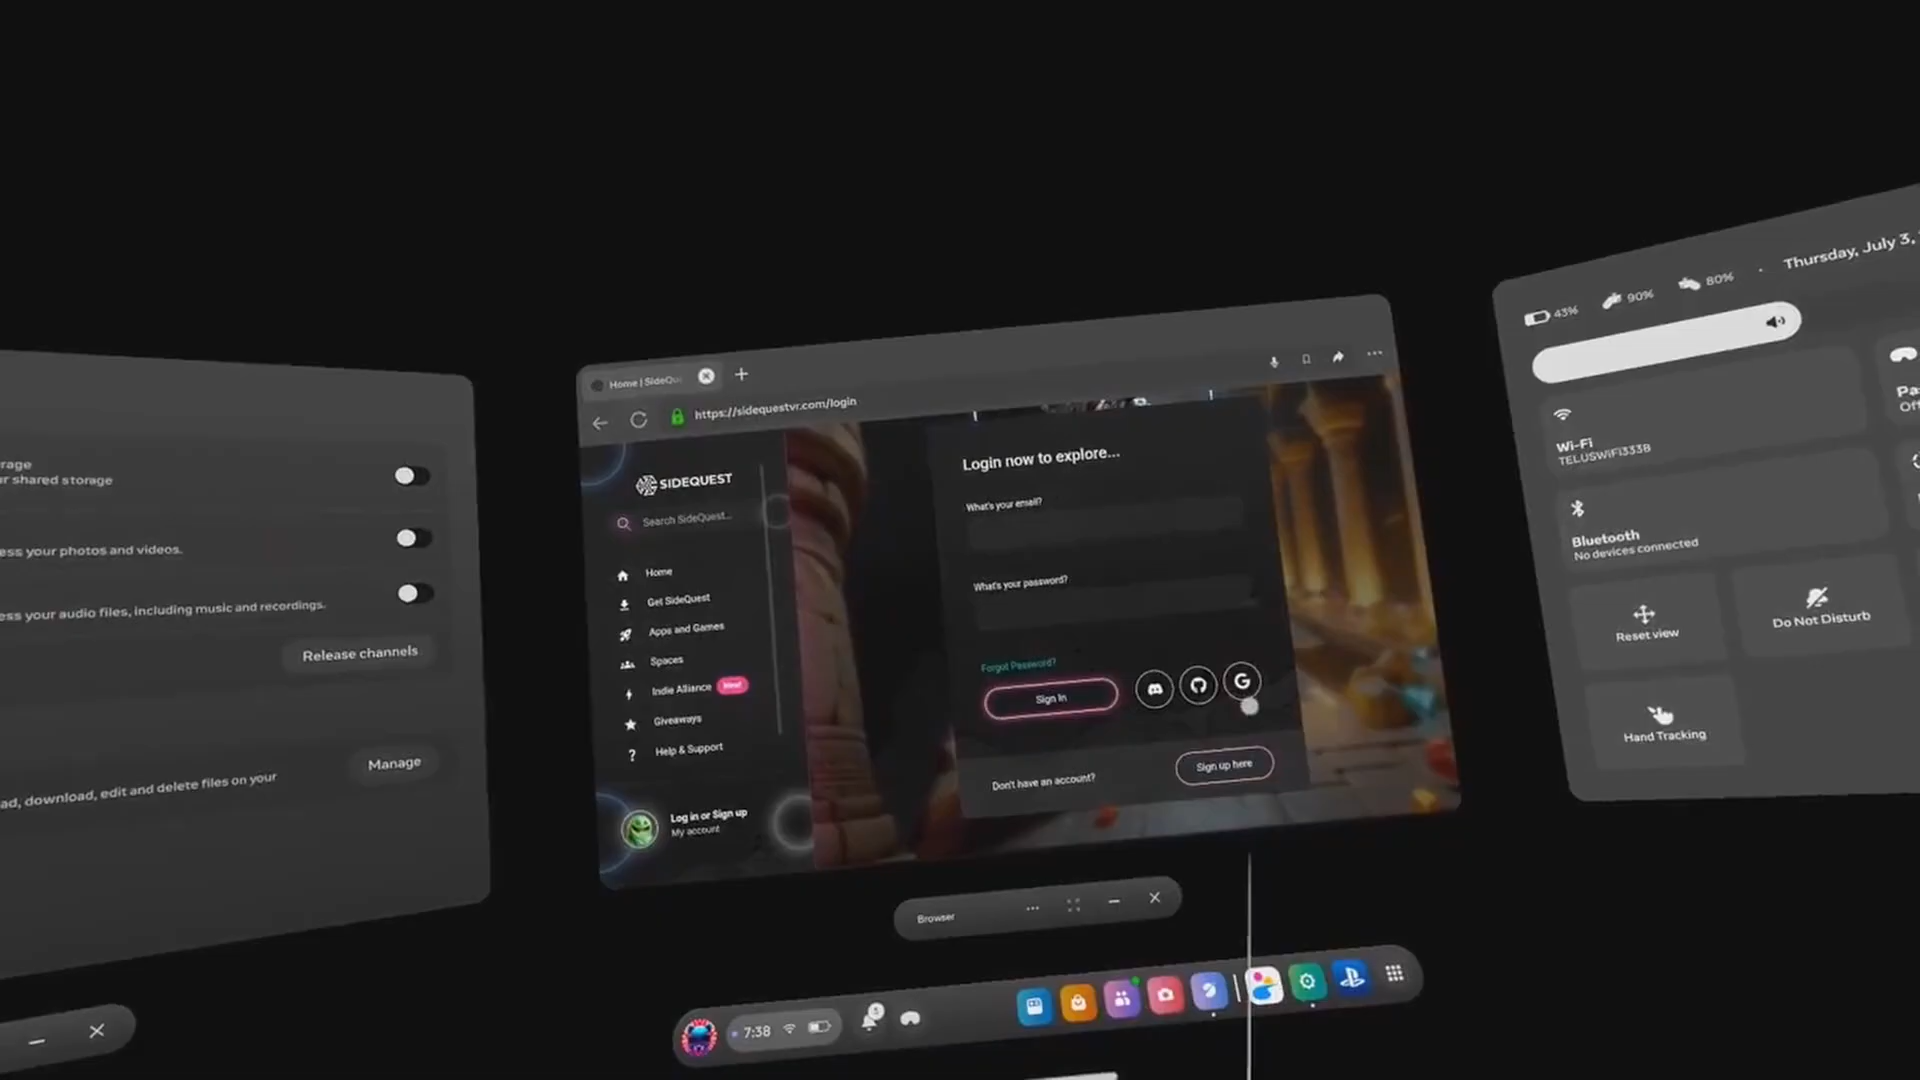 rage
r shared storage
ess your photos and videos.
ess your audio files, including music and recordings.
Release channels
ad, download, edit and delete files on your
Manage
Home | SideQu
https://sidequestvr.com/login
SIDEQUEST
Search SideQuest...
Home
Get SideQuest
Apps and Games
Spaces
Indie Alliance New!
Giveaways
Help & Support
Log in or Sign up
My account
Login now to explore...
What's your email?
What's your password?
Forgot Password?
Sign In
Don't have an account?
Sign up here
Browser
7:38
43% 90% 80% · Thursday, July 3,
Wi-Fi
TELUSWiFi333B
Pa
Off
Bluetooth
No devices connected
Reset view
Do Not Disturb
Hand Tracking